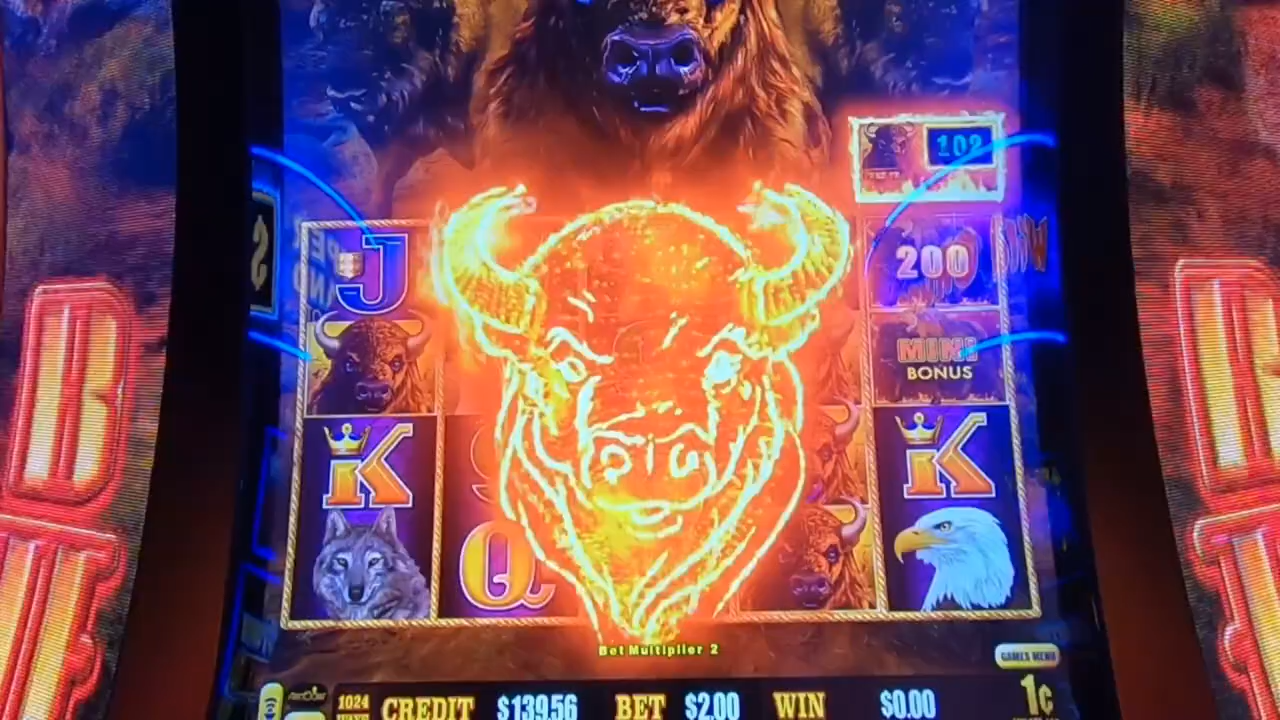 102
J
200
MINI
BONUS
K
K
Q
Bet Multiplier 2
GAMES MENU
1024
CREDIT $139.56 BET $2.00 WIN $0.00
1¢